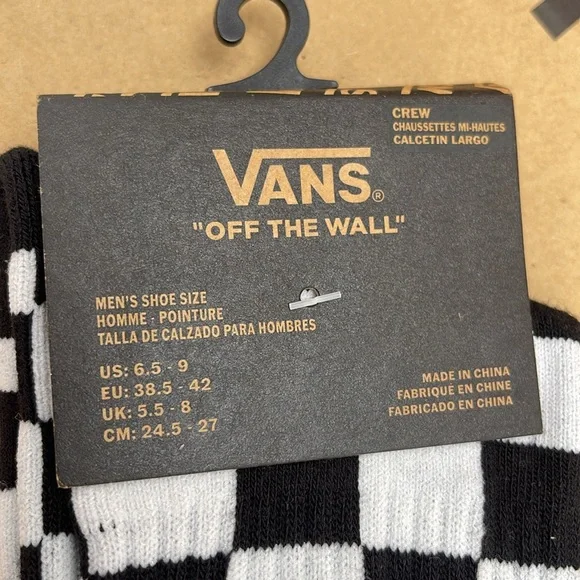 CREW
CHAUSSETTES MI-HAUTES
CALCETIN LARGO
VANS®
"OFF THE WALL"
MEN'S SHOE SIZE
HOMME - POINTURE
TALLA DE CALZADO PARA HOMBRES
US: 6.5 - 9
EU: 38.5 - 42
UK: 5.5 - 8
CM: 24.5 - 27
MADE IN CHINA
FABRIQUÉ EN CHINE
FABRICADO EN CHINA